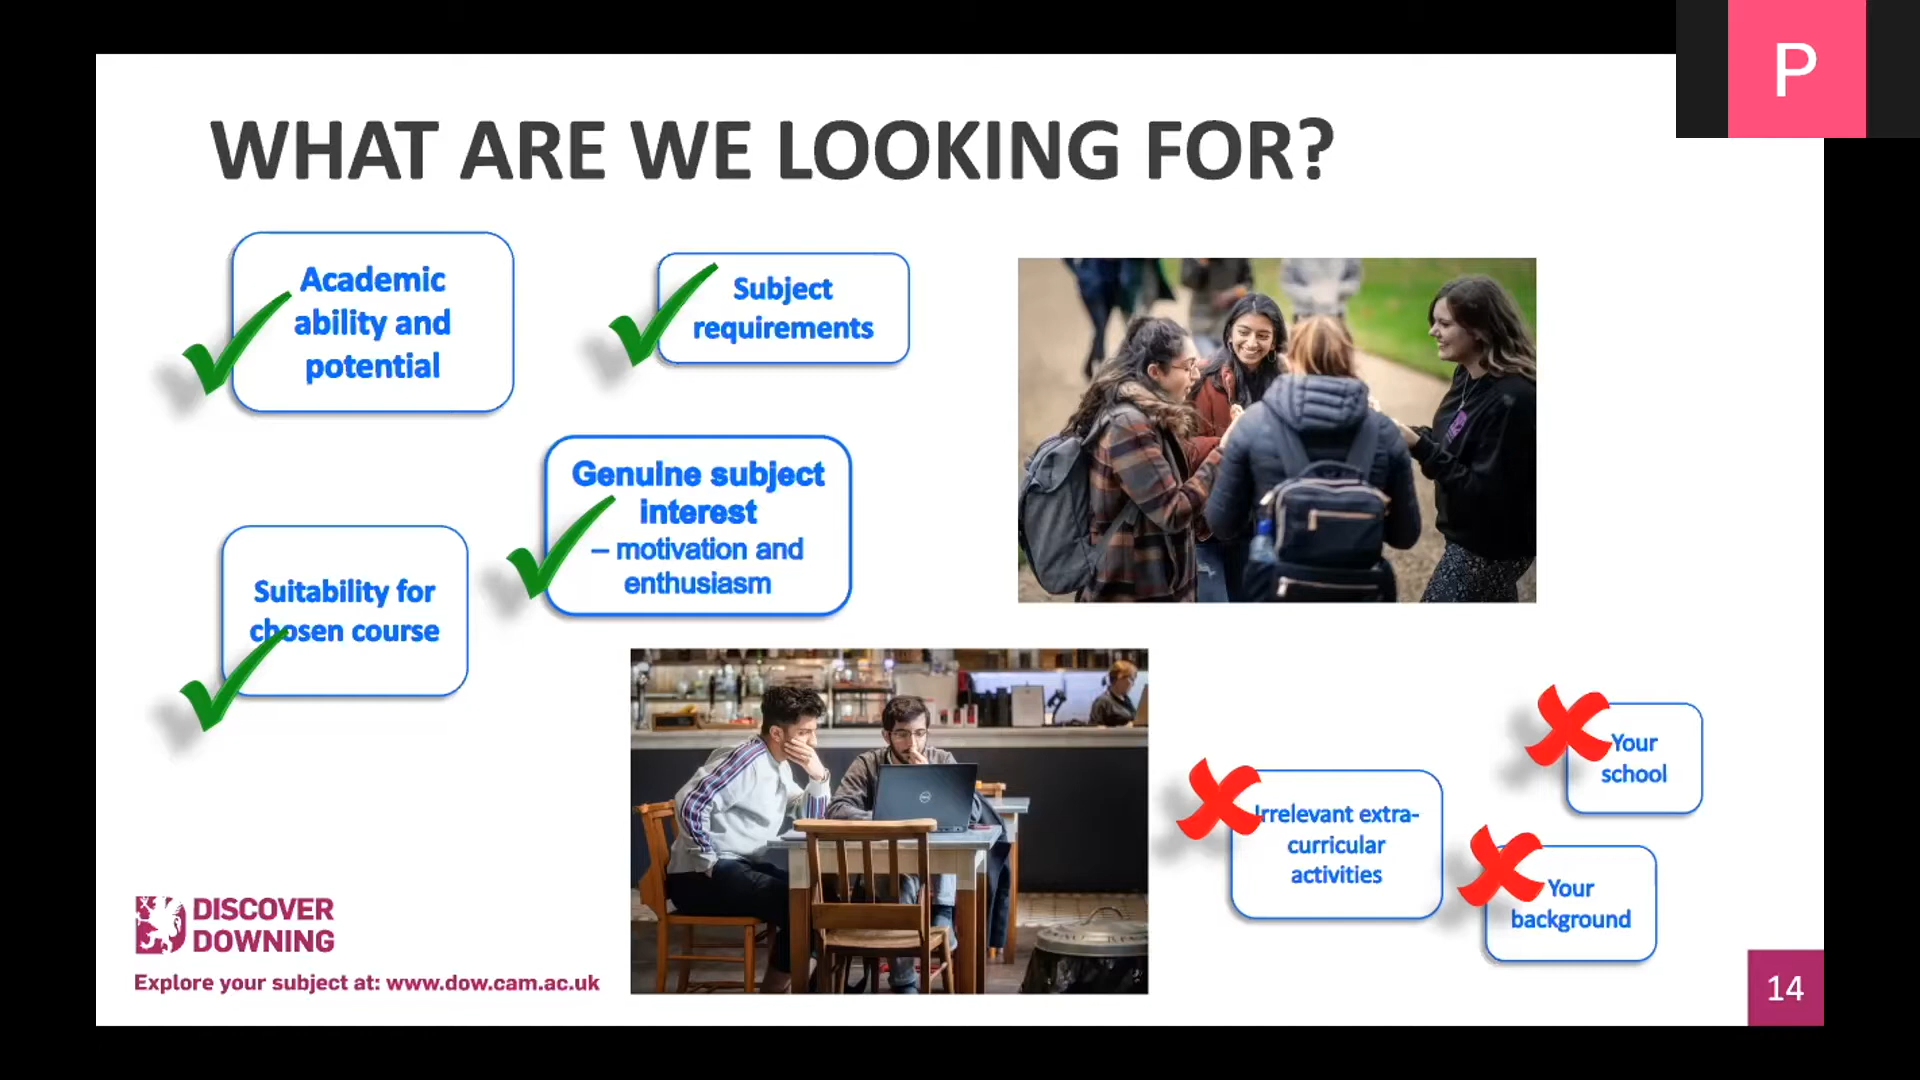 P
WHAT ARE WE LOOKING FOR?
Academic
ability and
potential
Subject
requirements
Genuine subject
interest
– motivation and
enthusiasm
Suitability for
chosen course
Your
school
Irrelevant extra-
curricular
activities
Your
background
DISCOVER
DOWNING
Explore your subject at: www.dow.cam.ac.uk
14